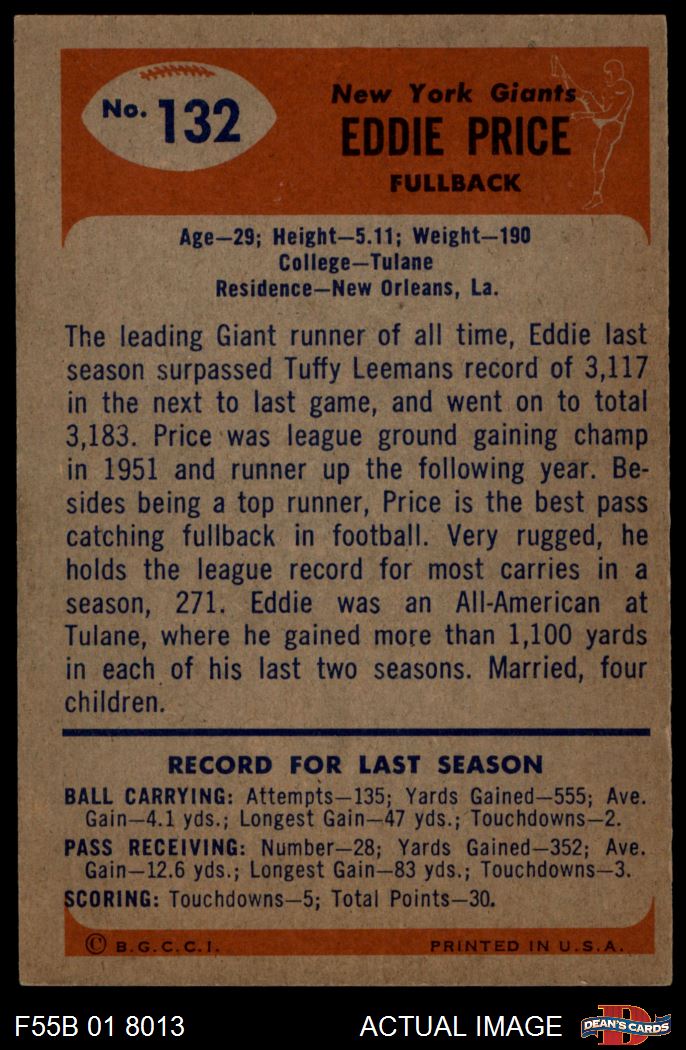 No. 132
New York Giants
EDDIE PRICE
FULLBACK
Age—29; Height—5.11; Weight—190
College—Tulane
Residence—New Orleans, La.
The leading Giant runner of all time, Eddie last
season surpassed Tuffy Leemans record of 3,117
in the next to last game, and went on to total
3,183. Price was league ground gaining champ
in 1951 and runner up the following year. Be-
sides being a top runner, Price is the best pass
catching fullback in football. Very rugged, he
holds the league record for most carries in a
season, 271. Eddie was an All-American at
Tulane, where he gained more than 1,100 yards
in each of his last two seasons. Married, four
children.
RECORD FOR LAST SEASON
BALL CARRYING: Attempts—135; Yards Gained—555; Ave.
Gain—4.1 yds.; Longest Gain—47 yds.; Touchdowns—2.
PASS RECEIVING: Number—28; Yards Gained—352; Ave.
Gain—12.6 yds.; Longest Gain—83 yds.; Touchdowns—3.
SCORING: Touchdowns—5; Total Points—30.
© B.G.C.C.I. PRINTED IN U.S.A.
F55B 01 8013 ACTUAL IMAGE D DEAN'S CARDS